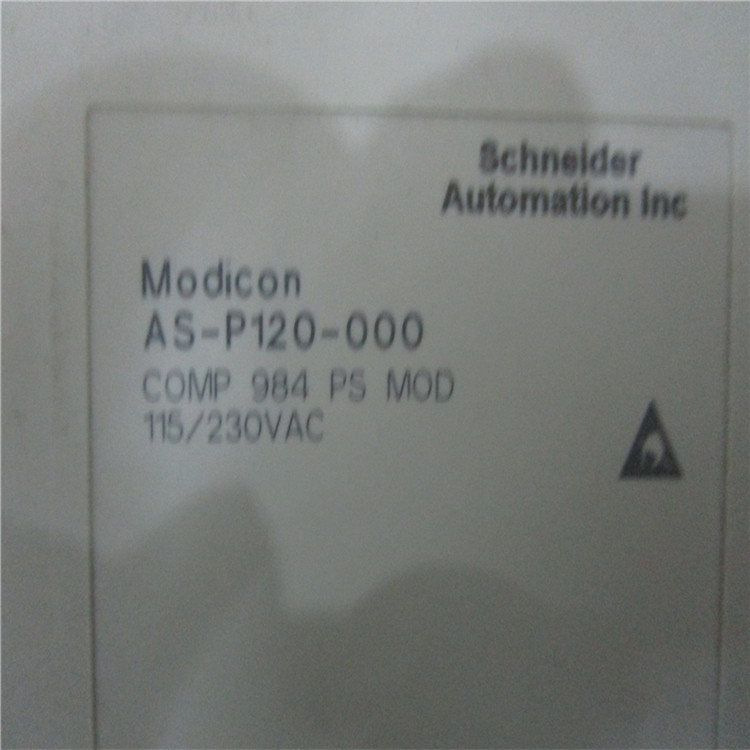 Schneider
Automation Inc
Modicon
AS-P120-000
COMP 984 PS MOD
115/230VAC